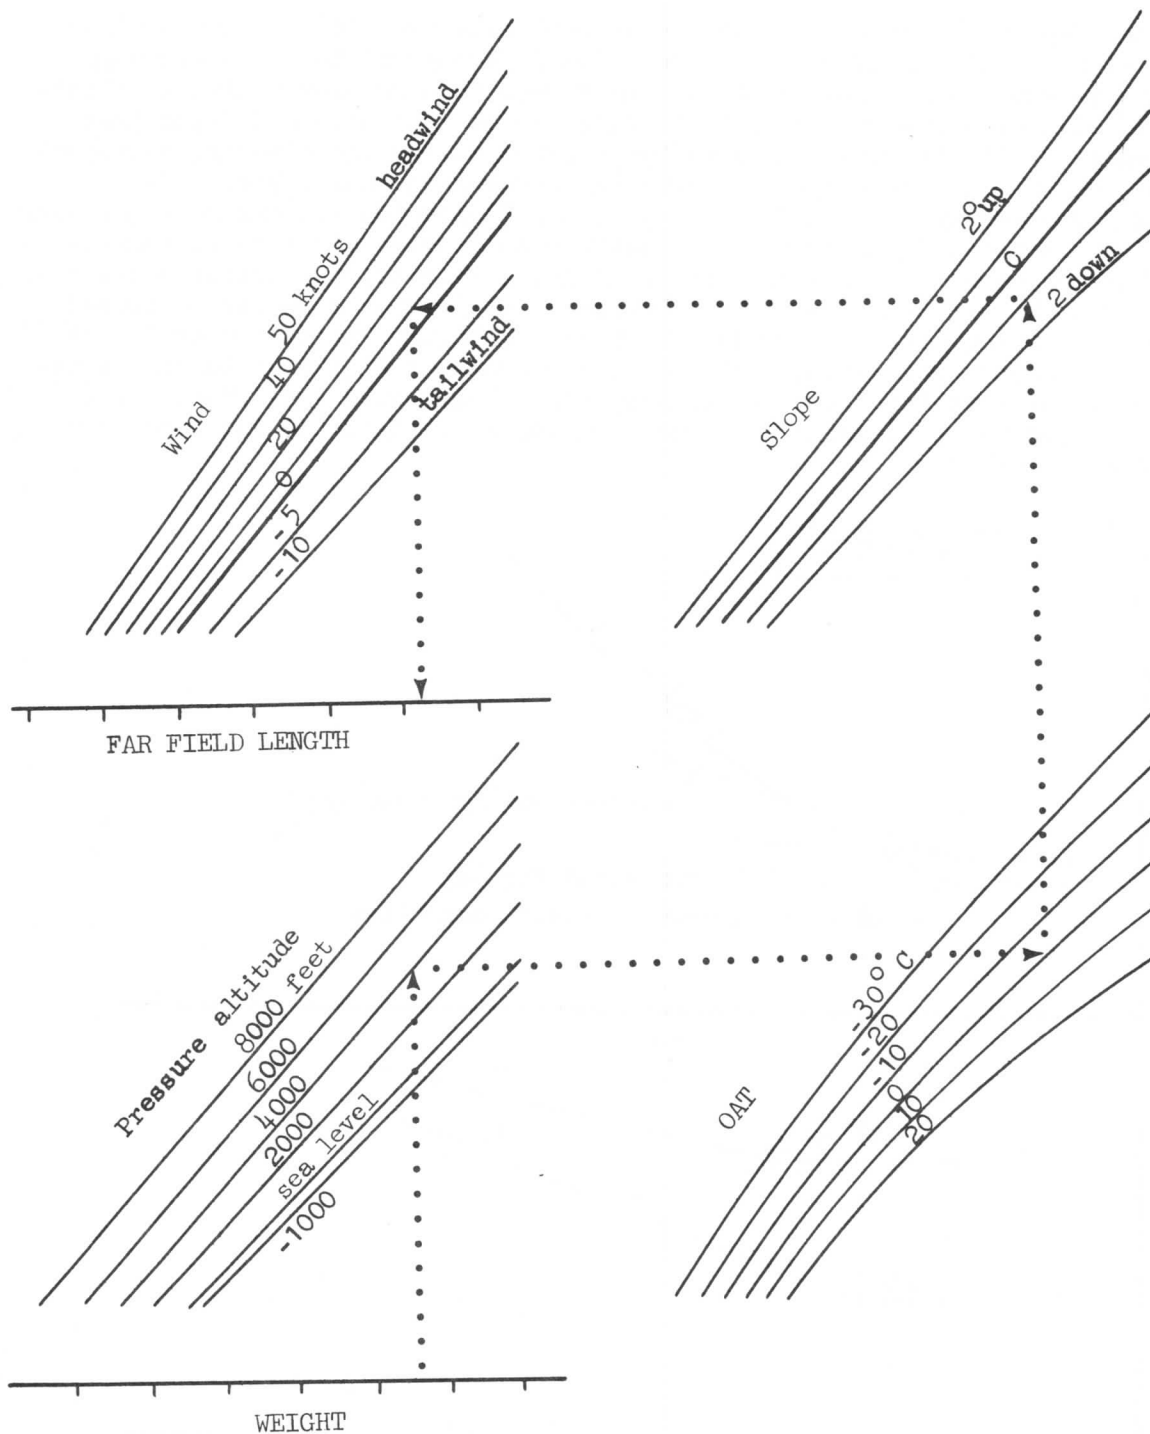 headwind
50 knots
40
20
0
-5
-10
Wind
tailwind
2° up
C
2 down
Slope
FAR FIELD LENGTH
Pressure altitude
8000 feet
6000
4000
2000
sea level
-1000
-30° C
-20
-10
0
10
20
OAT
WEIGHT